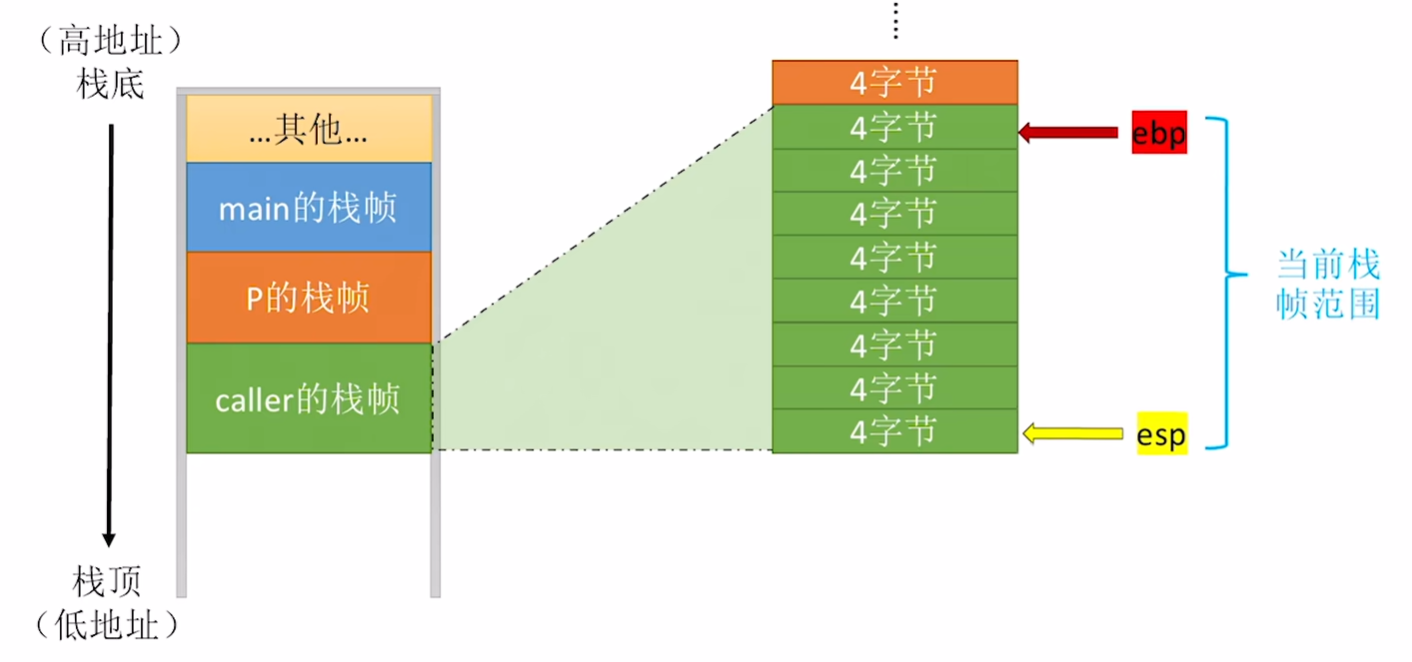 （高地址）
栈底
…其他…
main的栈帧
P的栈帧
caller的栈帧
栈顶
（低地址）
4字节
4字节
4字节
4字节
4字节
4字节
4字节
4字节
4字节
ebp
esp
当前栈
帧范围